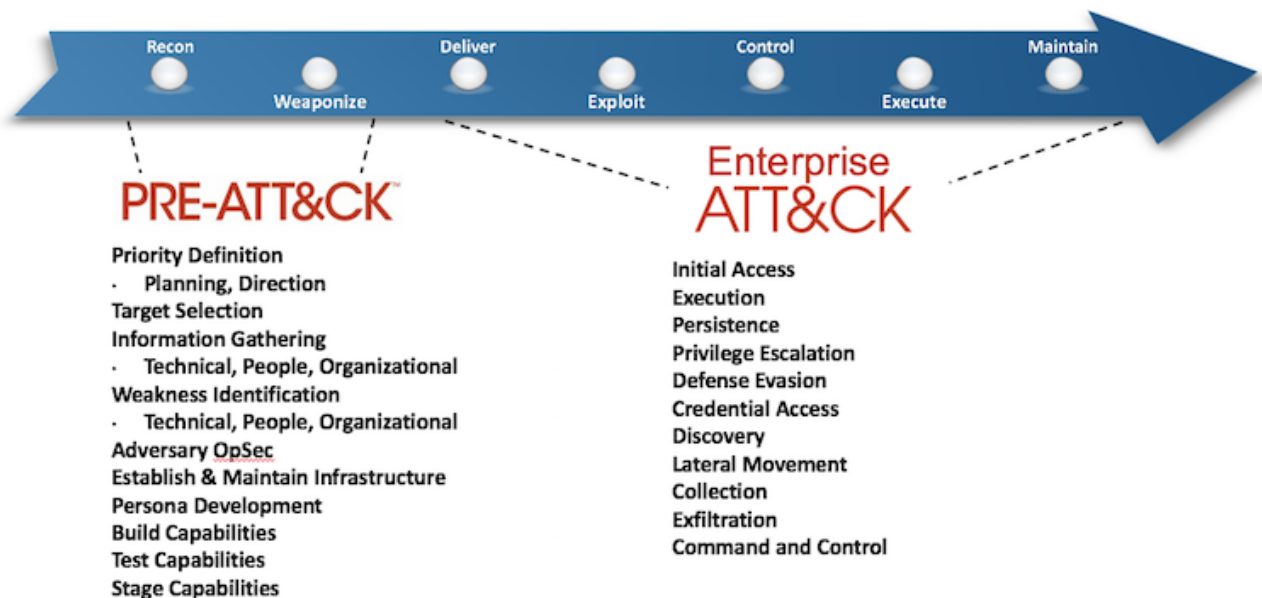 Recon
Weaponize
Deliver
Exploit
Control
Execute
Maintain
PRE-ATT&CK™
Priority Definition
· Planning, Direction
Target Selection
Information Gathering
· Technical, People, Organizational
Weakness Identification
· Technical, People, Organizational
Adversary OpSec
Establish & Maintain Infrastructure
Persona Development
Build Capabilities
Test Capabilities
Stage Capabilities
Enterprise
ATT&CK
Initial Access
Execution
Persistence
Privilege Escalation
Defense Evasion
Credential Access
Discovery
Lateral Movement
Collection
Exfiltration
Command and Control